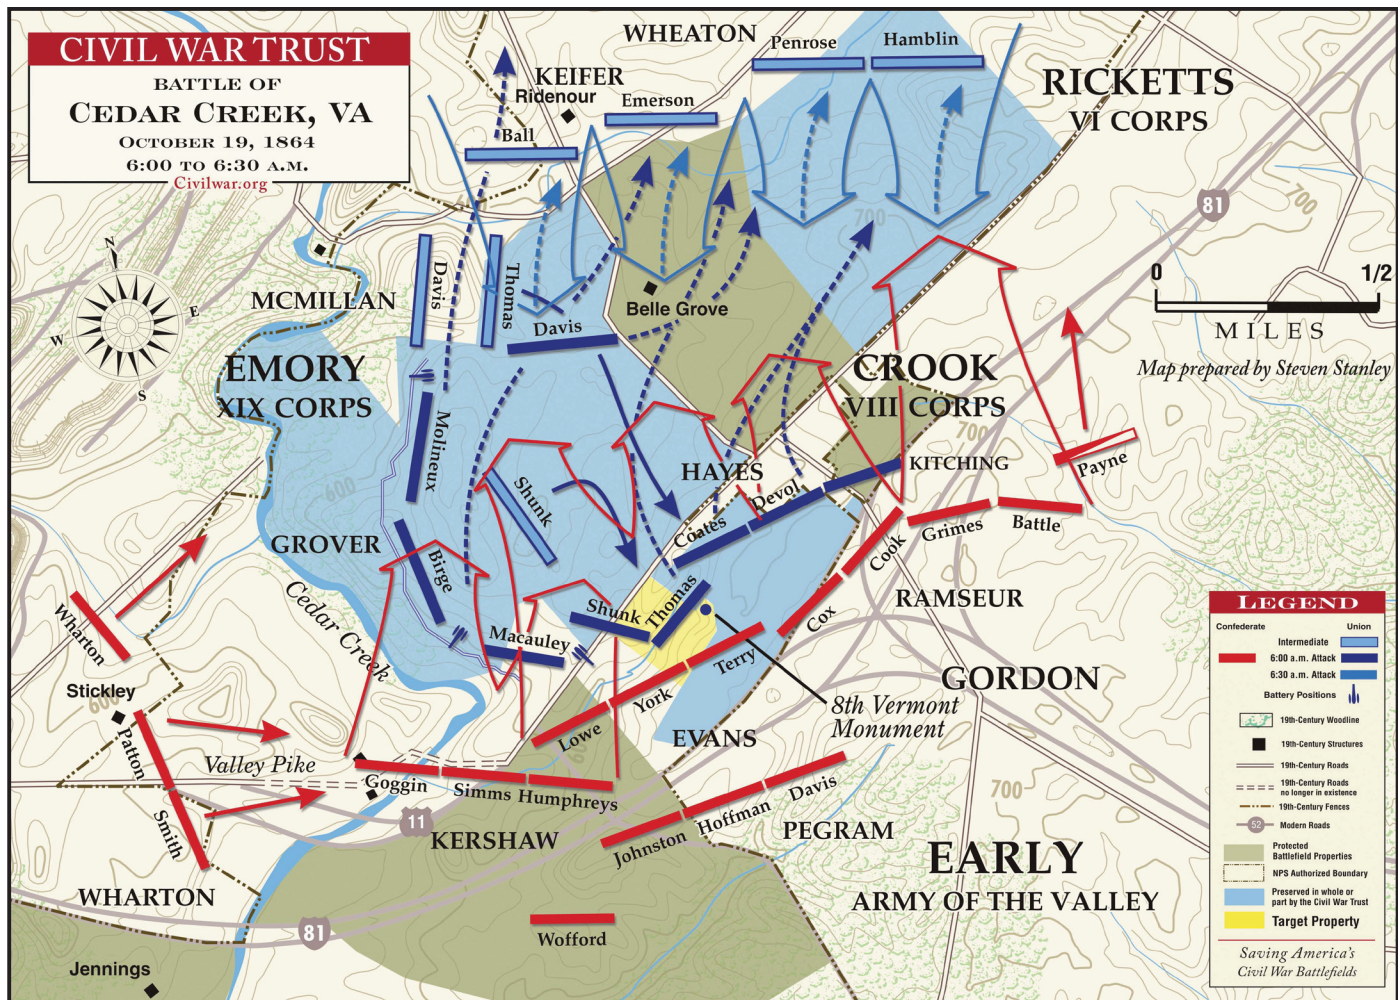 CIVIL WAR TRUST
BATTLE OF
CEDAR CREEK, VA
OCTOBER 19, 1864
6:00 TO 6:30 A.M.
Civilwar.org
WHEATON
Penrose
Hamblin
KEIFER
Ridenour
Emerson
Ball
RICKETTS
VI CORPS
81
700
700
N
E
S
W
MCMILLAN
Davis
Thomas
Davis
Belle Grove
0
1/2
MILES
Map prepared by Steven Stanley
EMORY
XIX CORPS
CROOK
VIII CORPS
700
Molineux
HAYES
KITCHING
Payne
600
Shunk
Devol
Coates
Grimes
Battle
GROVER
Birge
Cook
Cedar Creek
Shunk
Thomas
Cox
RAMSEUR
Wharton
Macauley
Terry
York
GORDON
Stickley
600
8th Vermont
Monument
Patton
Lowe
EVANS
Valley Pike
Goggin
Simms
Humphreys
600
Davis
Hoffman
700
Smith
11
KERSHAW
Johnston
PEGRAM
EARLY
ARMY OF THE VALLEY
WHARTON
81
Wofford
Jennings
LEGEND
Confederate
Union
Intermediate
6:00 a.m. Attack
6:30 a.m. Attack
Battery Positions
19th-Century Woodline
19th-Century Structures
19th-Century Roads
19th-Century Roads
no longer in existence
19th-Century Fences
52
Modern Roads
Protected
Battlefield Properties
NPS Authorized Boundary
Preserved in whole or
part by the Civil War Trust
Target Property
Saving America's
Civil War Battlefields